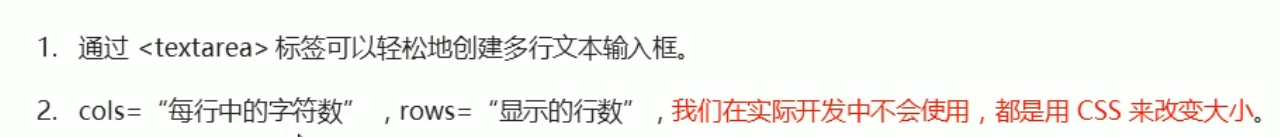 1. 通过 <textarea> 标签可以轻松地创建多行文本输入框。
2. cols=“每行中的字符数” , rows=“显示的行数” , 我们在实际开发中不会使用，都是用 CSS 来改变大小。